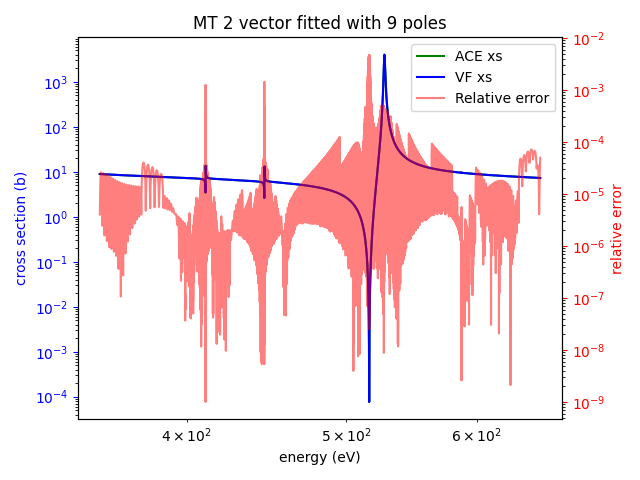 MT 2 vector fitted with 9 poles
ACE xs
VF xs
Relative error
cross section (b)
10³
10²
10¹
10⁰
10⁻¹
10⁻²
10⁻³
10⁻⁴
10⁻²
10⁻³
10⁻⁴
10⁻⁵
10⁻⁶
10⁻⁷
10⁻⁸
10⁻⁹
relative error
4 × 10² 5 × 10² 6 × 10²
energy (eV)